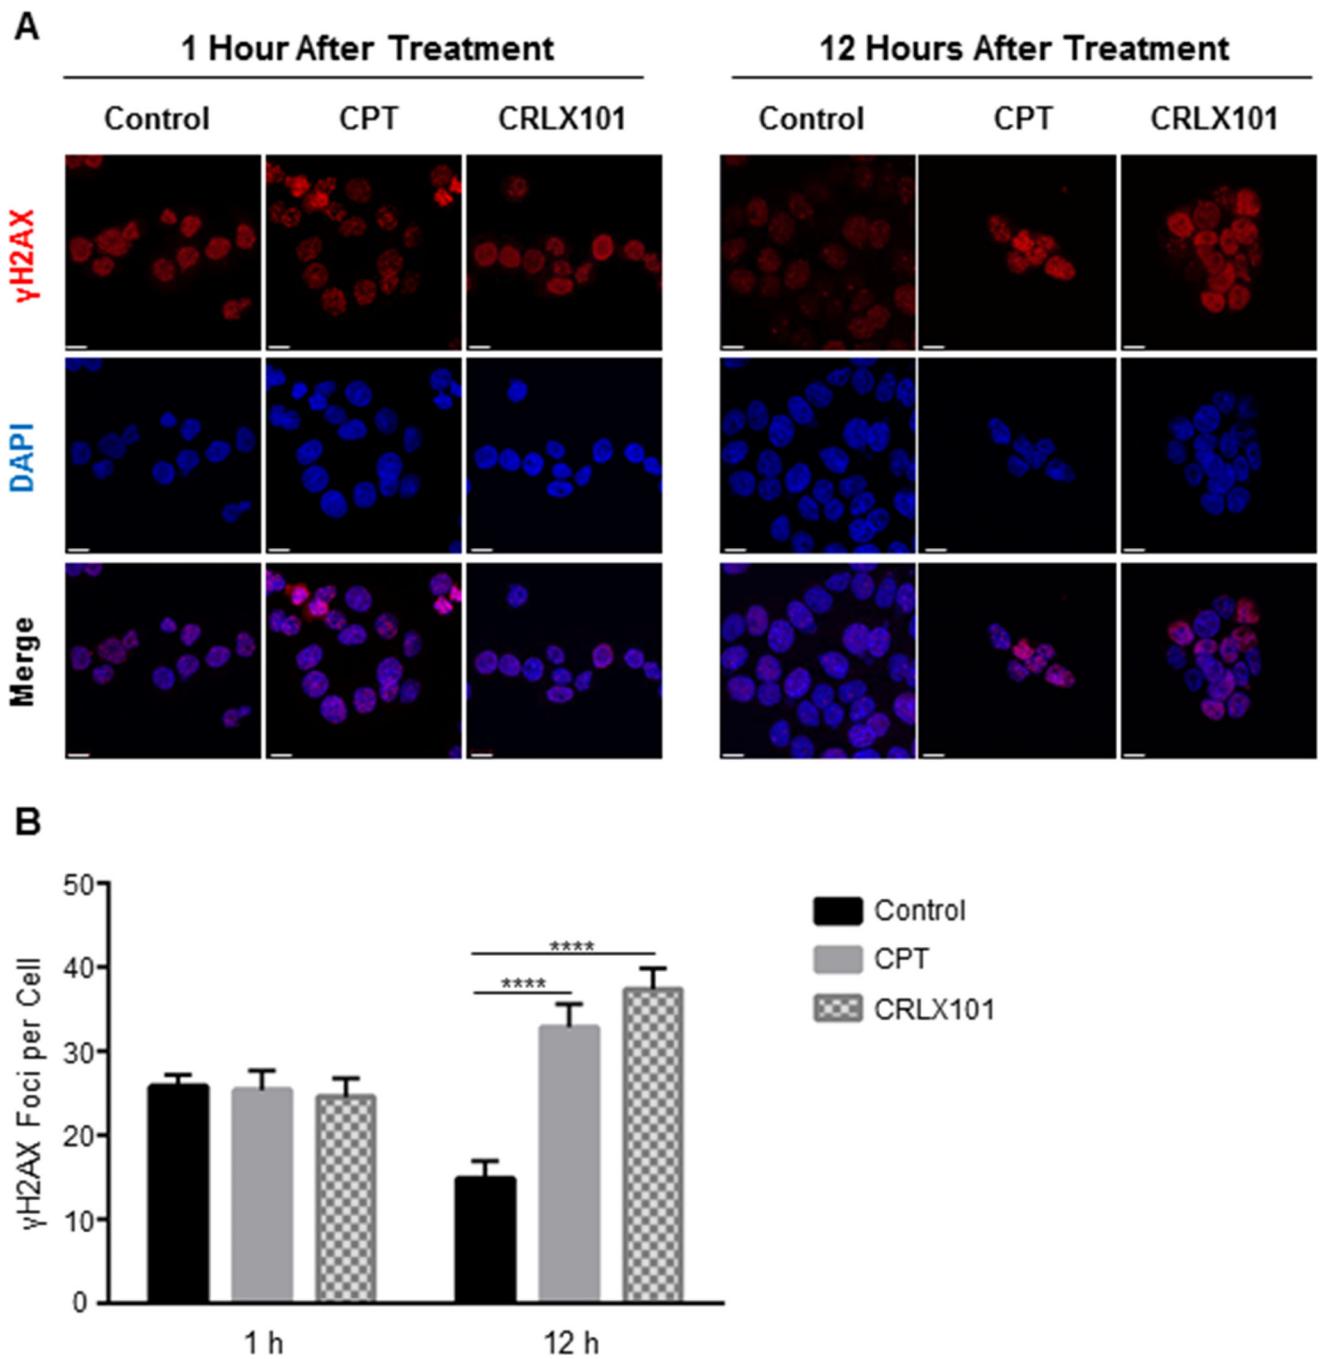 A
1 Hour After Treatment
12 Hours After Treatment
Control CPT CRLX101
Control CPT CRLX101
γH2AX
DAPI
Merge
B
γH2AX Foci per Cell
50
40
30
20
10
0
****
****
1 h
12 h
Control
CPT
CRLX101